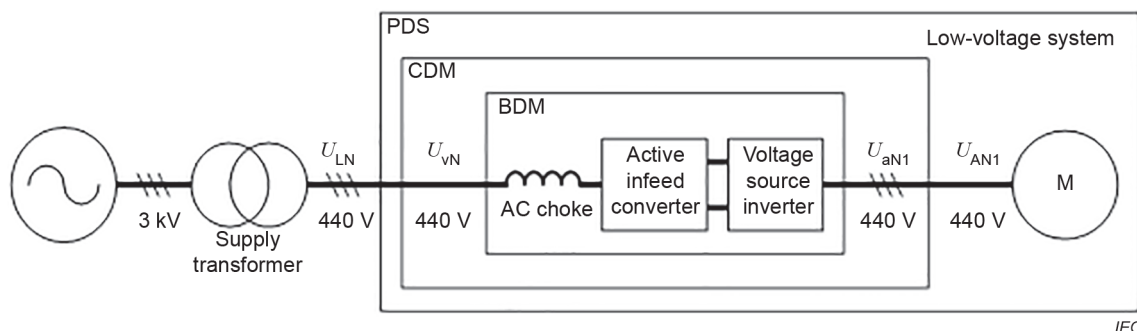 PDS
Low-voltage system
CDM
BDM
U_LN
U_vN
Active
infeed
converter
Voltage
source
inverter
U_aN1
U_AN1
M
AC choke
3 kV
440 V
440 V
440 V
440 V
Supply
transformer
IEC